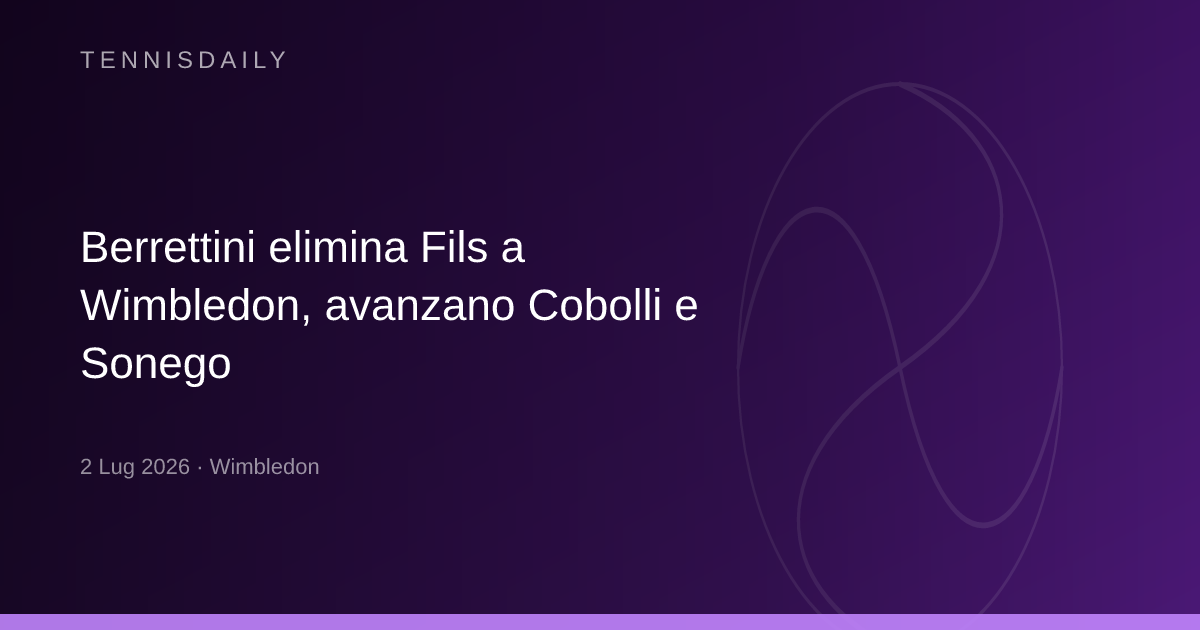 TENNISDAILY
Berrettini elimina Fils a
Wimbledon, avanzano Cobolli e
Sonego
2 Lug 2026 · Wimbledon